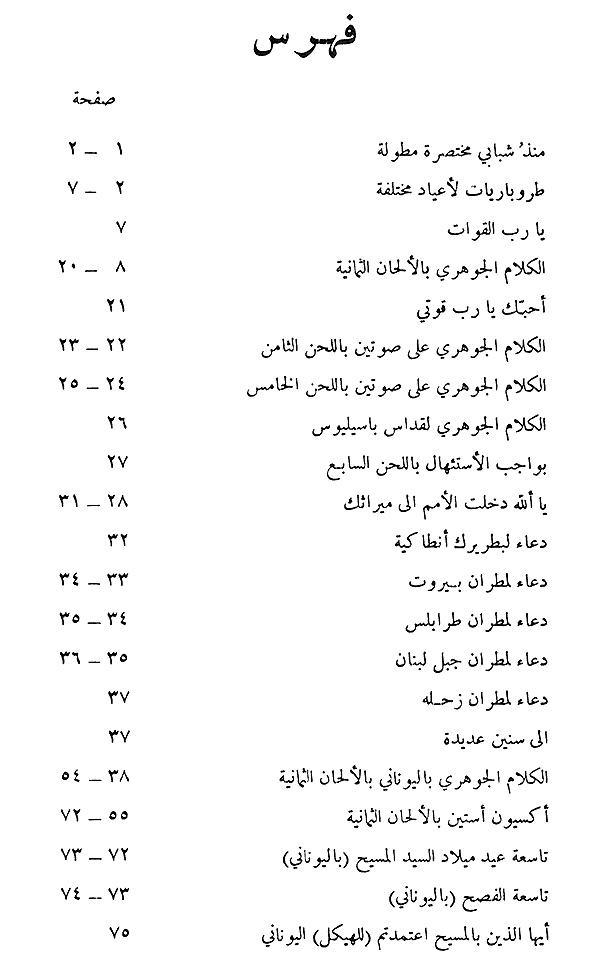 فهرس
صفحة
منذُ شبابي مختصرة مطولة ١ – ٢
طروباريات لأعياد مختلفة ٢ – ٧
يا رب القوات ٧
الكلام الجوهري بالألحان الثمانية ٨ – ٢٠
أحبّك يا رب قوتي ٢١
الكلام الجوهري على صوتين باللحن الثامن ٢٢ – ٢٣
الكلام الجوهري على صوتين باللحن الخامس ٢٤ – ٢٥
الكلام الجوهري لقداس باسيليوس ٢٦
بواجب الأستئهال باللحن السابع ٢٧
يا ألله دخلت الأمم الى ميراثك ٢٨ – ٣١
دعاء لبطريرك أنطاكية ٣٢
دعاء لمطران بيروت ٣٣ – ٣٤
دعاء لمطران طرابلس ٣٤ – ٣٥
دعاء لمطران جبل لبنان ٣٥ – ٣٦
دعاء لمطران زحله ٣٧
الى سنين عديدة ٣٧
الكلام الجوهري باليوناني بالألحان الثمانية ٣٨ – ٥٤
أكسيون أستين بالألحان الثمانية ٥٥ – ٧٢
تاسعة عيد ميلاد السيد المسيح (باليوناني) ٧٢ – ٧٣
تاسعة الفصح (باليوناني) ٧٣ – ٧٤
أيها الذين بالمسيح اعتمدتم (للهيكل) اليوناني ٧٥